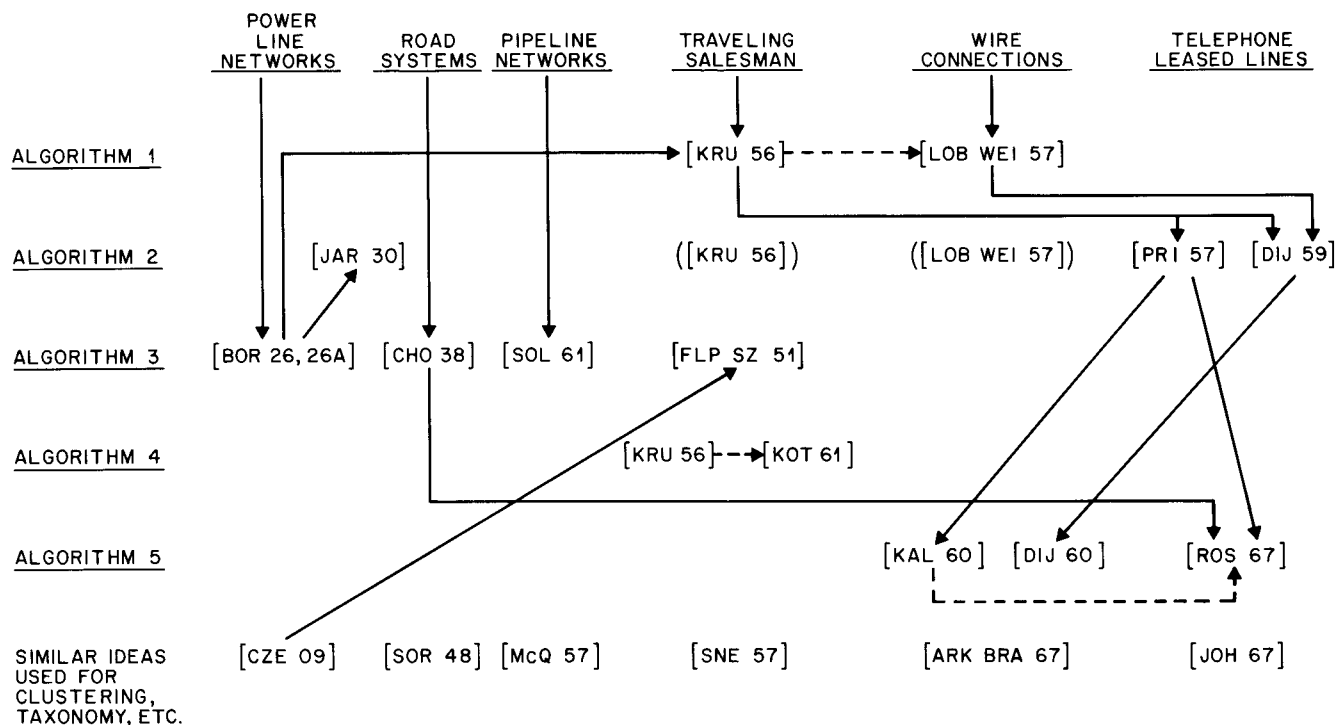 POWER LINE NETWORKS
ROAD SYSTEMS
PIPELINE NETWORKS
TRAVELING SALESMAN
WIRE CONNECTIONS
TELEPHONE LEASED LINES
ALGORITHM 1
[KRU 56]
[LOB WEI 57]
ALGORITHM 2
[JAR 30]
([KRU 56])
([LOB WEI 57])
[PRI 57]
[DIJ 59]
ALGORITHM 3
[BOR 26, 26A]
[CHO 38]
[SOL 61]
[FLP SZ 51]
ALGORITHM 4
[KRU 56]
[KOT 61]
ALGORITHM 5
[KAL 60]
[DIJ 60]
[ROS 67]
SIMILAR IDEAS
USED FOR
CLUSTERING,
TAXONOMY, ETC.
[CZE 09]
[SOR 48]
[McQ 57]
[SNE 57]
[ARK BRA 67]
[JOH 67]